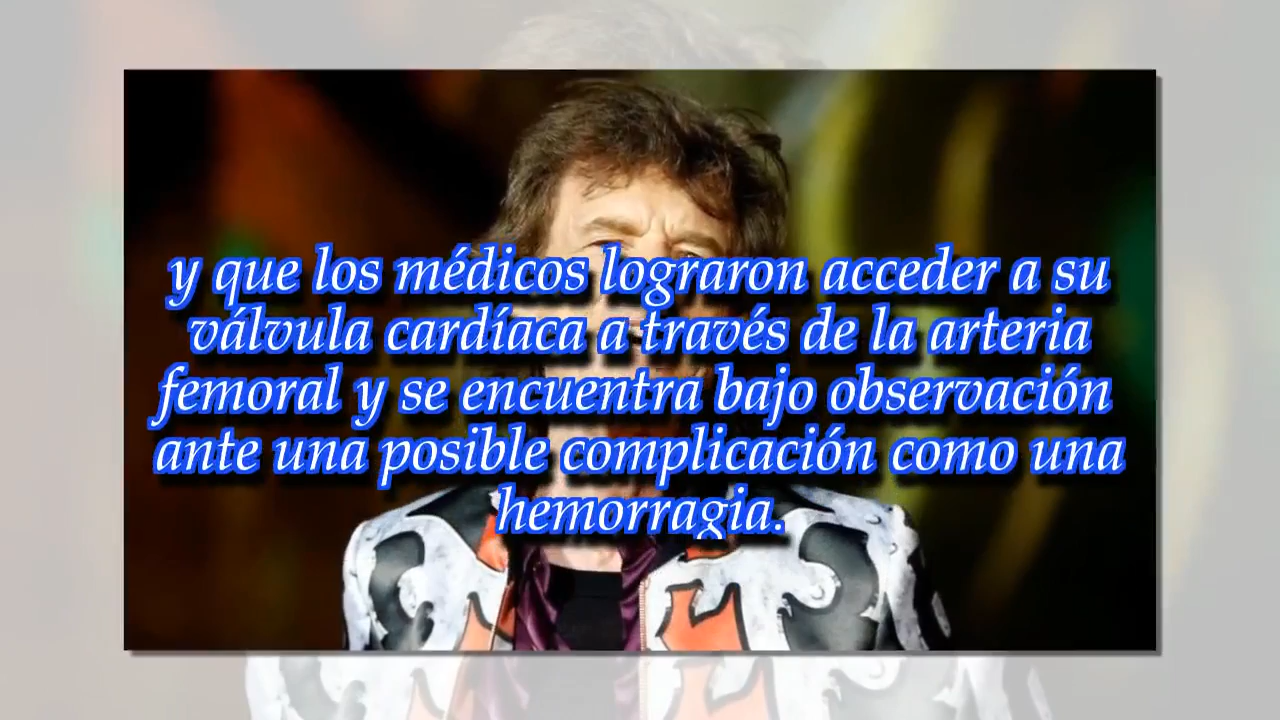 y que los médicos lograron acceder a su
válvula cardíaca a través de la arteria
femoral y se encuentra bajo observación
ante una posible complicación como una
hemorragia.